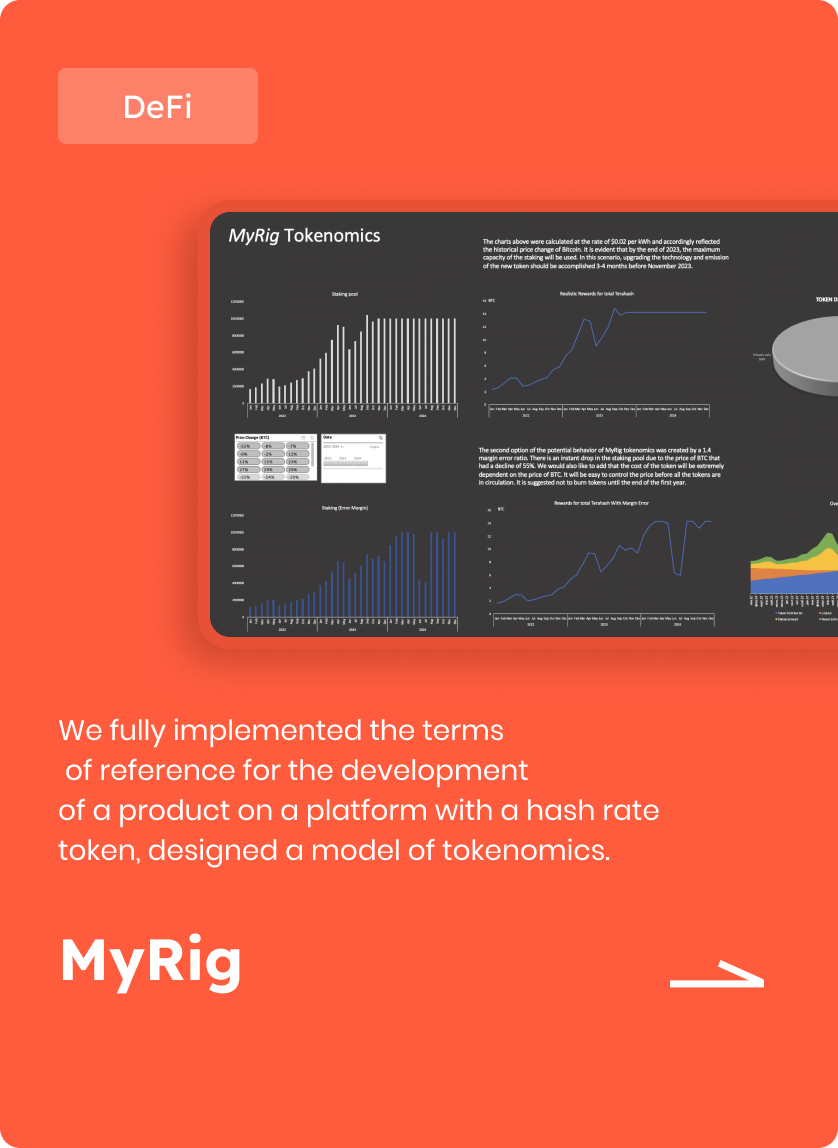 DeFi
MyRig Tokenomics
The charts above were calculated at the rate of $0.02 per kWh and accordingly reflected
the historical price change of Bitcoin. It is evident that by the end of 2023, the maximum
capacity of the staking will be used. In this scenario, upgrading the technology and emission
of the new token should be accomplished 3-4 months before November 2023.
Staking pool
Realistic Rewards for total Terahash
BTC
TOKEN D
Price Change (BTC)
Date
The second option of the potential behavior of MyRig tokenomics was created by a 1.4
margin error ratio. There is an instant drop in the staking pool due to the price of BTC that
had a decline of 55%. We would also like to add that the cost of the token will be extremely
dependent on the price of BTC. It will be easy to control the price before all the tokens are
in circulation. It is suggested not to burn tokens until the end of the first year.
Staking (Error Margin)
Rewards for total Terahash With Margin Error
BTC
Ove
2022 2023 2024
We fully implemented the terms
of reference for the development
of a product on a platform with a hash rate
token, designed a model of tokenomics.
MyRig